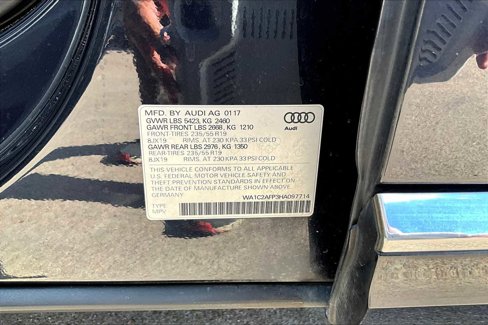 MFD. BY AUDI AG 01 17
GVWR LBS 5423, KG 2460
GAWR FRONT LBS 2668, KG 1210
FRONT-TIRES 235/55 R19
8JX19 RIMS, AT 230 KPA 33 PSI COLD
GAWR REAR LBS 2976, KG 1350
REAR-TIRES 235/55 R19
8JX19 RIMS, AT 230 KPA 33 PSI COLD
Audi
THIS VEHICLE CONFORMS TO ALL APPLICABLE
U.S. FEDERAL MOTOR VEHICLE SAFETY AND
THEFT PREVENTION STANDARDS IN EFFECT ON
THE DATE OF MANUFACTURE SHOWN ABOVE
GERMANY
WA1C2AFP3HA097714
TYPE
MPV